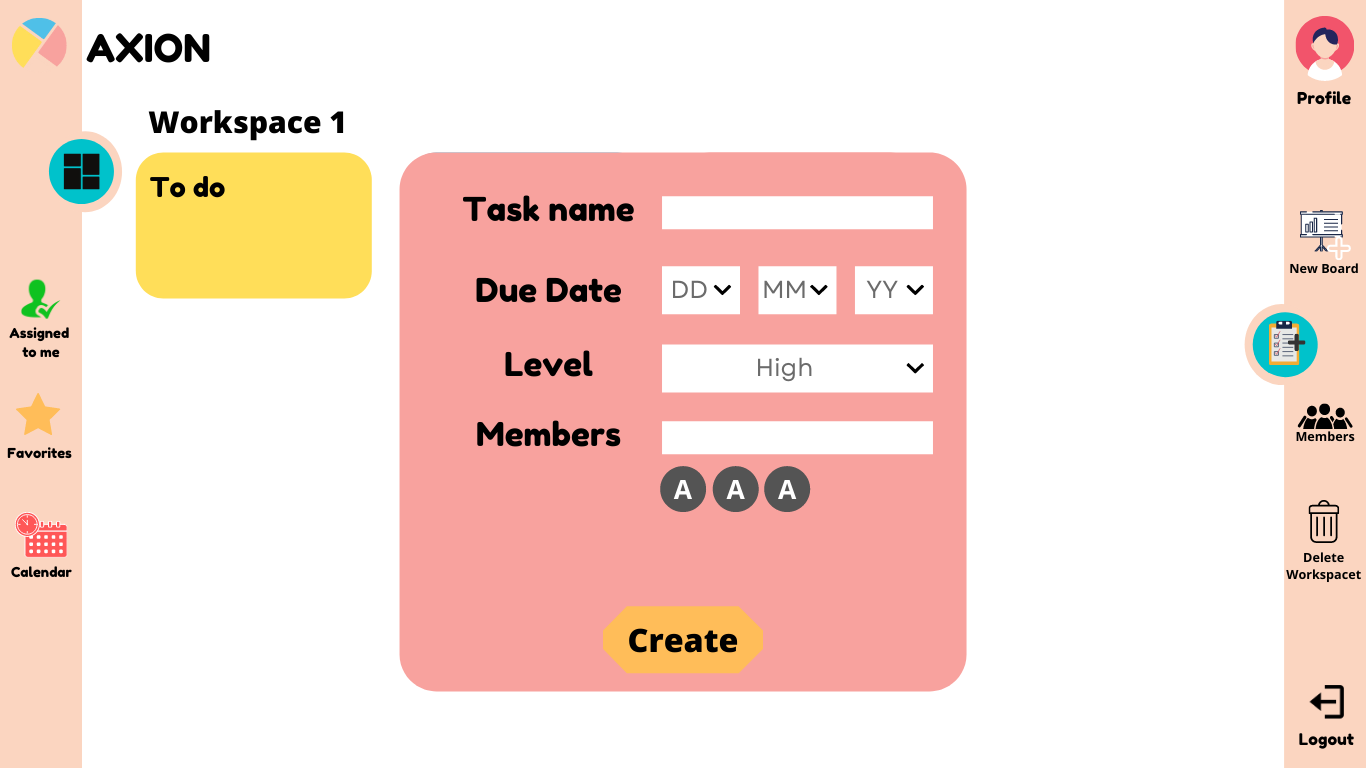 AXION
Profile
Workspace 1
To do
Task name
Due Date DD MM YY
Level High
Members
A A A
Create
Assigned
to me
Favorites
Calendar
New Board
Members
Delete
Workspacet
Logout